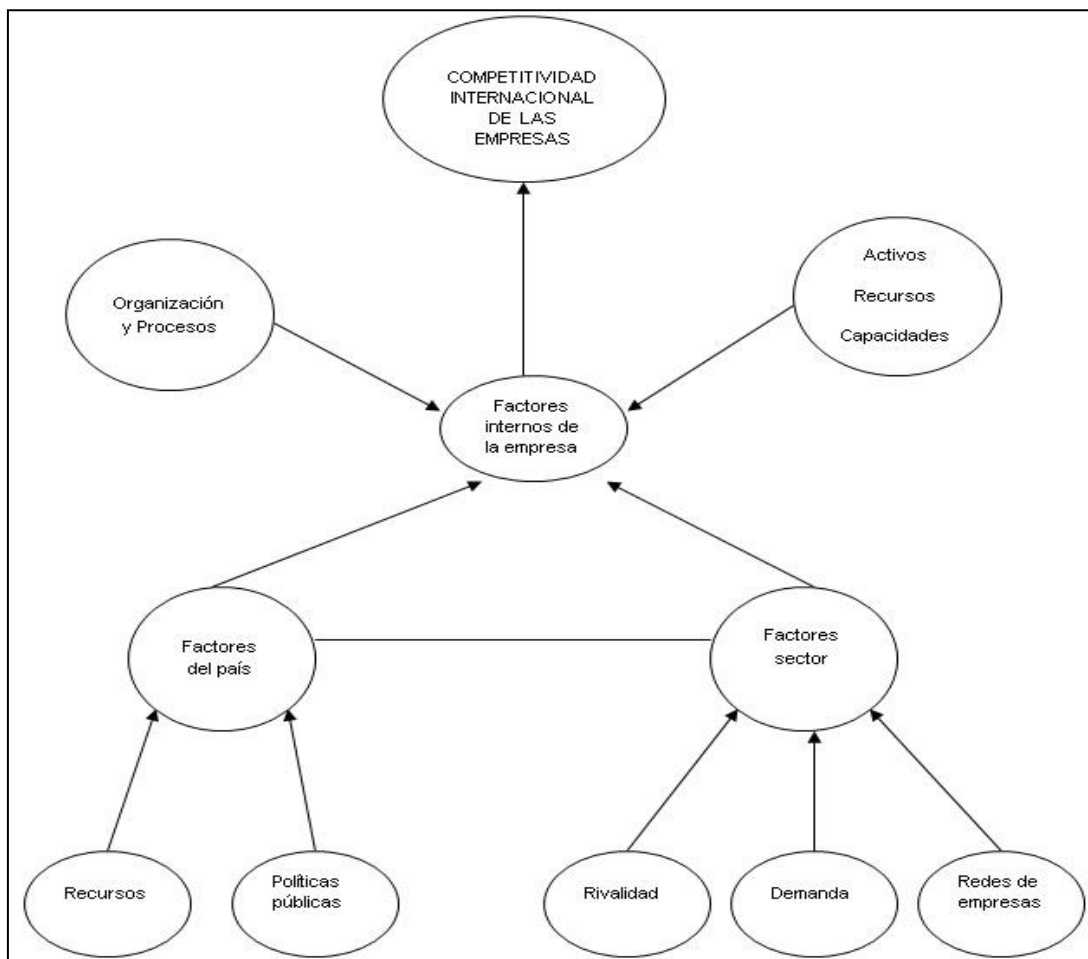 COMPETITIVIDAD
INTERNACIONAL
DE LAS
EMPRESAS
Organización
y Procesos
Activos
Recursos
Capacidades
Factores
internos de
la empresa
Factores
del país
Factores
sector
Recursos
Políticas
públicas
Rivalidad
Demanda
Redes de
empresas